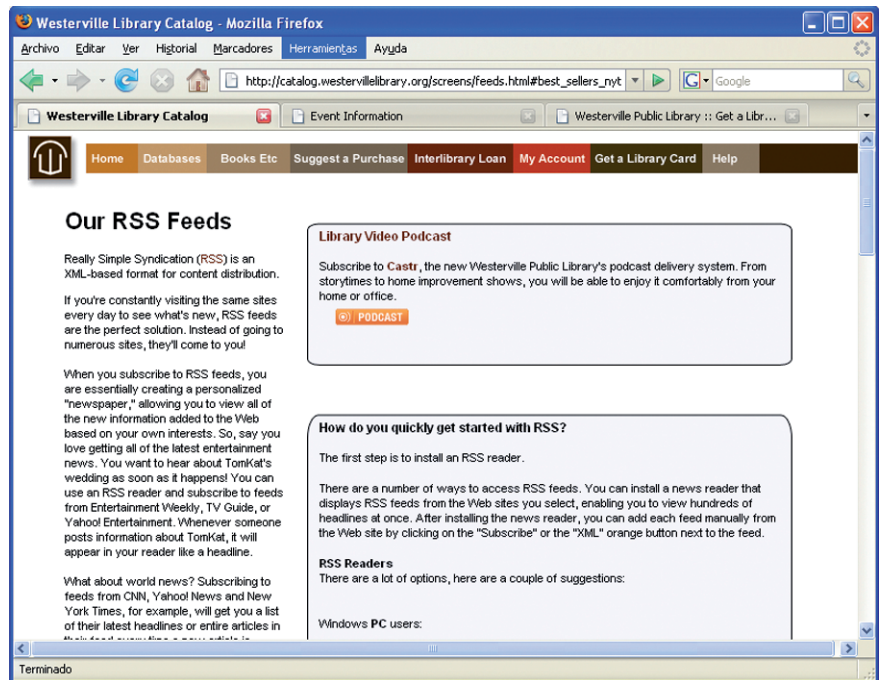 Westerville Library Catalog - Mozilla Firefox
Archivo Editar Ver Historial Marcadores Herramientas Ayuda
http://catalog.westervillelibrary.org/screens/feeds.html#best_sellers_nyt
G Google
Westerville Library Catalog
Event Information
Westerville Public Library :: Get a Libr...
Home Databases Books Etc Suggest a Purchase Interlibrary Loan My Account Get a Library Card Help
Our RSS Feeds
Really Simple Syndication (RSS) is an
XML-based format for content distribution.
If you're constantly visiting the same sites
every day to see what's new, RSS feeds
are the perfect solution. Instead of going to
numerous sites, they'll come to you!
When you subscribe to RSS feeds, you
are essentially creating a personalized
"newspaper," allowing you to view all of
the new information added to the Web
based on your own interests. So, say you
love getting all of the latest entertainment
news. You want to hear about TomKat's
wedding as soon as it happens! You can
use an RSS reader and subscribe to feeds
from Entertainment Weekly, TV Guide, or
Yahoo! Entertainment. Whenever someone
posts information about TomKat, it will
appear in your reader like a headline.
What about world news? Subscribing to
feeds from CNN, Yahoo! News and New
York Times, for example, will get you a list
of their latest headlines or entire articles in
Library Video Podcast
Subscribe to Castr, the new Westerville Public Library's podcast delivery system. From
storytimes to home improvement shows, you will be able to enjoy it comfortably from your
home or office.
PODCAST
How do you quickly get started with RSS?
The first step is to install an RSS reader.
There are a number of ways to access RSS feeds. You can install a news reader that
displays RSS feeds from the Web sites you select, enabling you to view hundreds of
headlines at once. After installing the news reader, you can add each feed manually from
the Web site by clicking on the "Subscribe" or the "XML" orange button next to the feed.
RSS Readers
There are a lot of options, here are a couple of suggestions:
Windows PC users:
Terminado